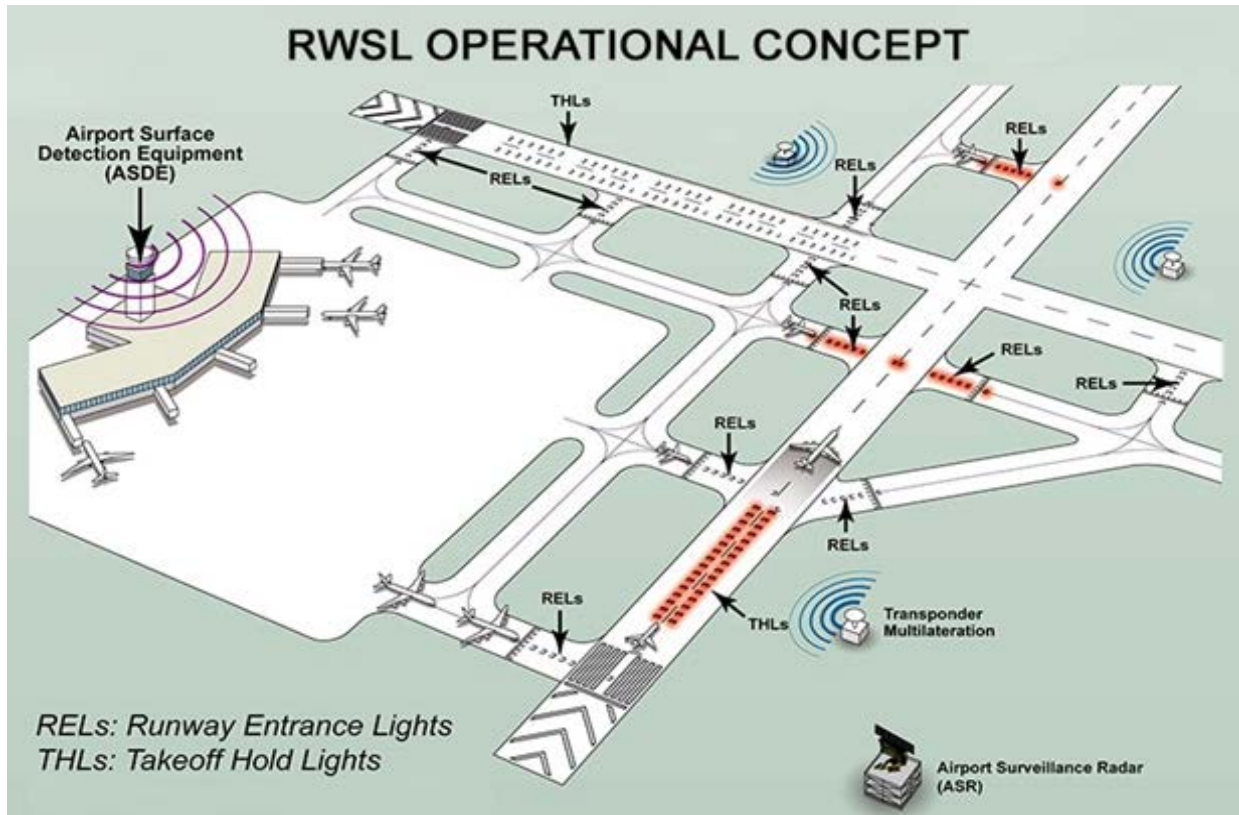 RWSL OPERATIONAL CONCEPT
THLs
Airport Surface
Detection Equipment
(ASDE)
RELs
RELs
RELs
RELs
RELs
RELs
RELs
RELs
RELs
THLs
RELs
Transponder
Multilateration
RELs: Runway Entrance Lights
THLs: Takeoff Hold Lights
Airport Surveillance Radar
(ASR)